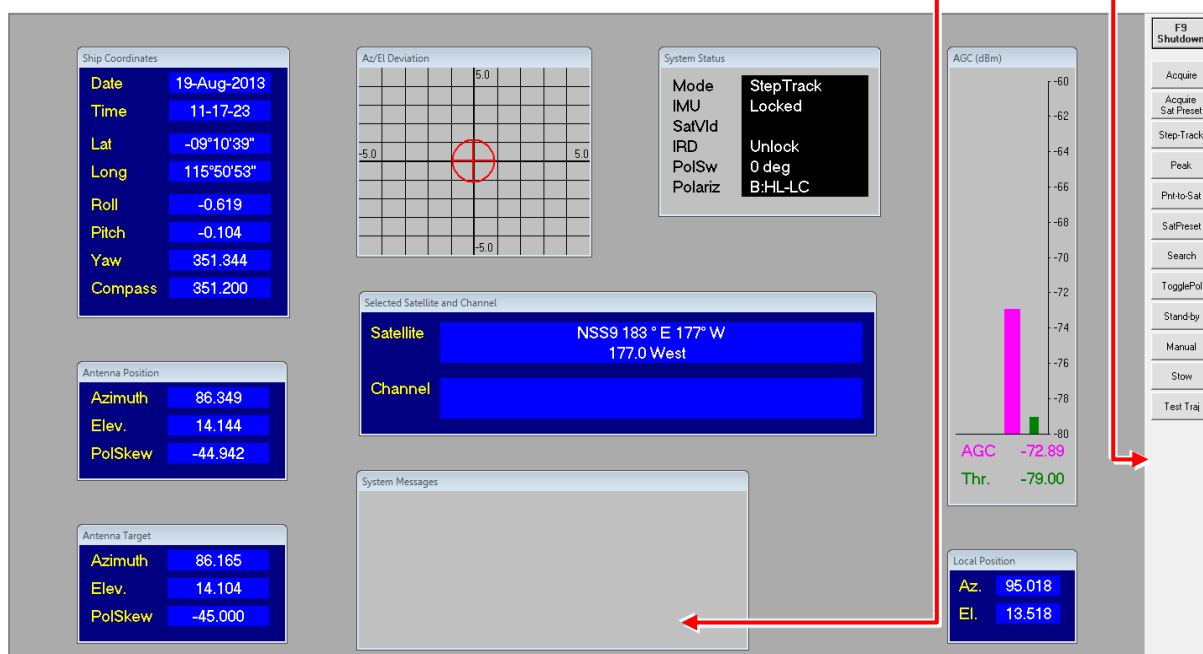 Ship Coordinates
Date 19-Aug-2013
Time 11-17-23
Lat -09°10'39"
Long 115°50'53"
Roll -0.619
Pitch -0.104
Yaw 351.344
Compass 351.200
Antenna Position
Azimuth 86.349
Elev. 14.144
PolSkew -44.942
Antenna Target
Azimuth 86.165
Elev. 14.104
PolSkew -45.000
Az/El Deviation
5.0
-5.0 5.0
-5.0
System Status
Mode StepTrack
IMU Locked
SatVld
IRD Unlock
PolSw 0 deg
Polariz B:HL-LC
Selected Satellite and Channel
Satellite NSS9 183 ° E 177° W
177.0 West
Channel
System Messages
AGC (dBm)
-60
-62
-64
-66
-68
-70
-72
-74
-76
-78
-80
AGC -72.89
Thr. -79.00
Local Position
Az. 95.018
El. 13.518
F9
Shutdown
Acquire
Acquire
Sat Preset
Step-Track
Peak
Pnt-to-Sat
SatPreset
Search
TogglePol
Stand-by
Manual
Stow
Test Traj